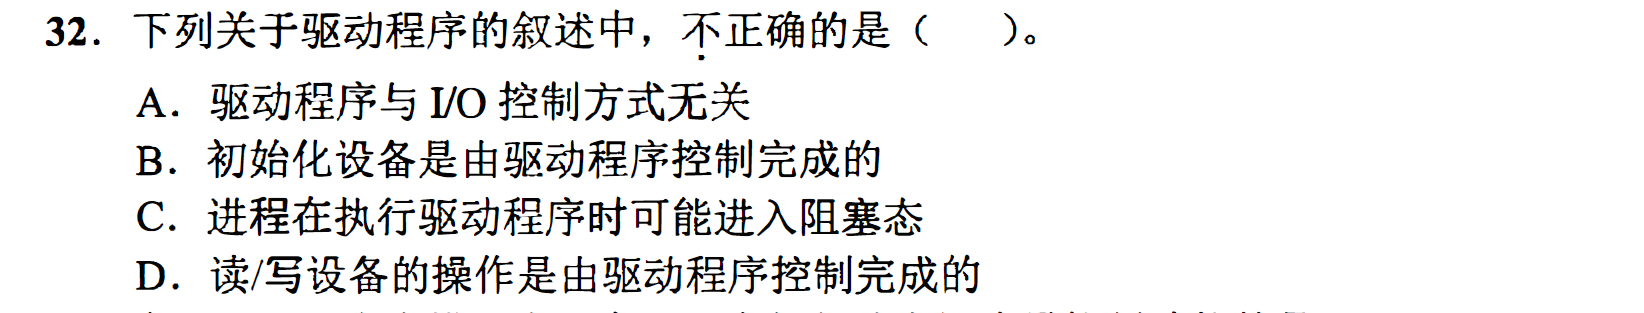 32. 下列关于驱动程序的叙述中，不正确的是（ ）。
A. 驱动程序与 I/O 控制方式无关
B. 初始化设备是由驱动程序控制完成的
C. 进程在执行驱动程序时可能进入阻塞态
D. 读/写设备的操作是由驱动程序控制完成的